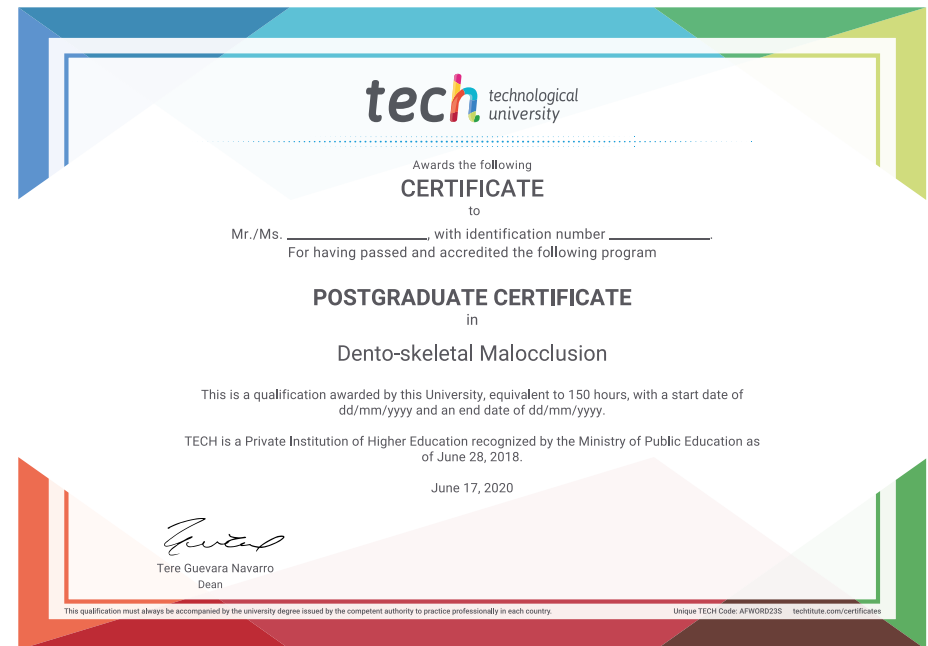 tech technological
university
Awards the following
CERTIFICATE
to
Mr./Ms. ____________________, with identification number ______________.
For having passed and accredited the following program
POSTGRADUATE CERTIFICATE
in
Dento-skeletal Malocclusion
This is a qualification awarded by this University, equivalent to 150 hours, with a start date of
dd/mm/yyyy and an end date of dd/mm/yyyy.
TECH is a Private Institution of Higher Education recognized by the Ministry of Public Education as
of June 28, 2018.
June 17, 2020
Tere Guevara Navarro
Dean
This qualification must always be accompanied by the university degree issued by the competent authority to practice professionally in each country.
Unique TECH Code: AFWORD23S techtitute.com/certificates